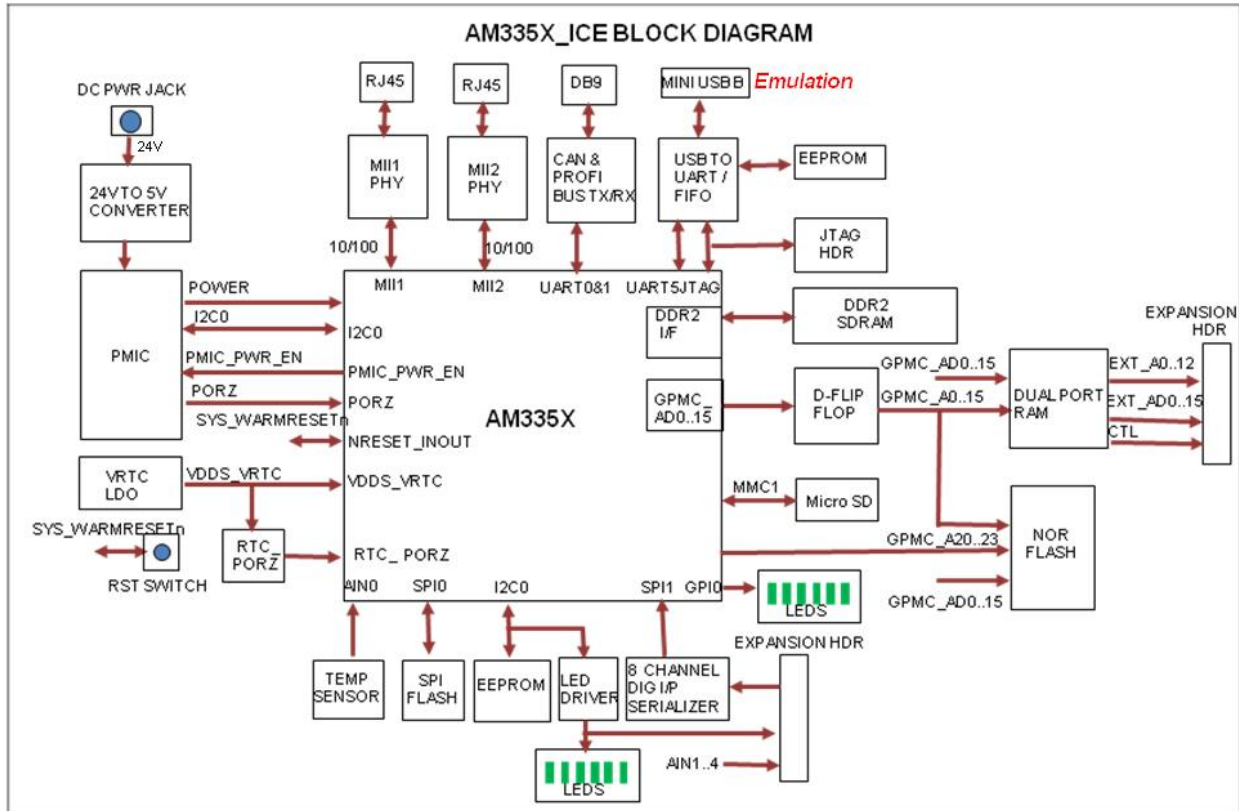 AM335X_ICE BLOCK DIAGRAM
DC PWR JACK
24V
24V TO 5V
CONVERTER
RJ45
RJ45
DB9
MINI USB B
Emulation
MII1
PHY
MII2
PHY
CAN &
PROFI
BUS TX/RX
USB TO
UART /
FIFO
EEPROM
JTAG
HDR
10/100
10/100
MII1
MII2
UART0&1
UART5
JTAG
PMIC
POWER
I2C0
I2C0
PMIC_PWR_EN
PMIC_PWR_EN
PORZ
PORZ
SYS_WARMRESETn
NRESET_INOUT
VRTC
LDO
VDDS_VRTC
VDDS_VRTC
SYS_WARMRESETn
RST SWITCH
RTC_
PORZ
RTC_ PORZ
AM335X
DDR2
I/F
DDR2
SDRAM
GPMC_
AD0..15
D-FLIP
FLOP
GPMC_AD0..15
GPMC_A0..15
DUAL PORT
RAM
EXPANSION
HDR
EXT_A0..12
EXT_AD0..15
CTL
MMC1
Micro SD
GPMC_A20..23
NOR
FLASH
GPMC_AD0..15
AIN0
SPI0
I2C0
SPI1
GPI0
LEDS
TEMP
SENSOR
SPI
FLASH
EEPROM
LED
DRIVER
8 CHANNEL
DIG I/P
SERIALIZER
EXPANSION HDR
AIN1..4
LEDS